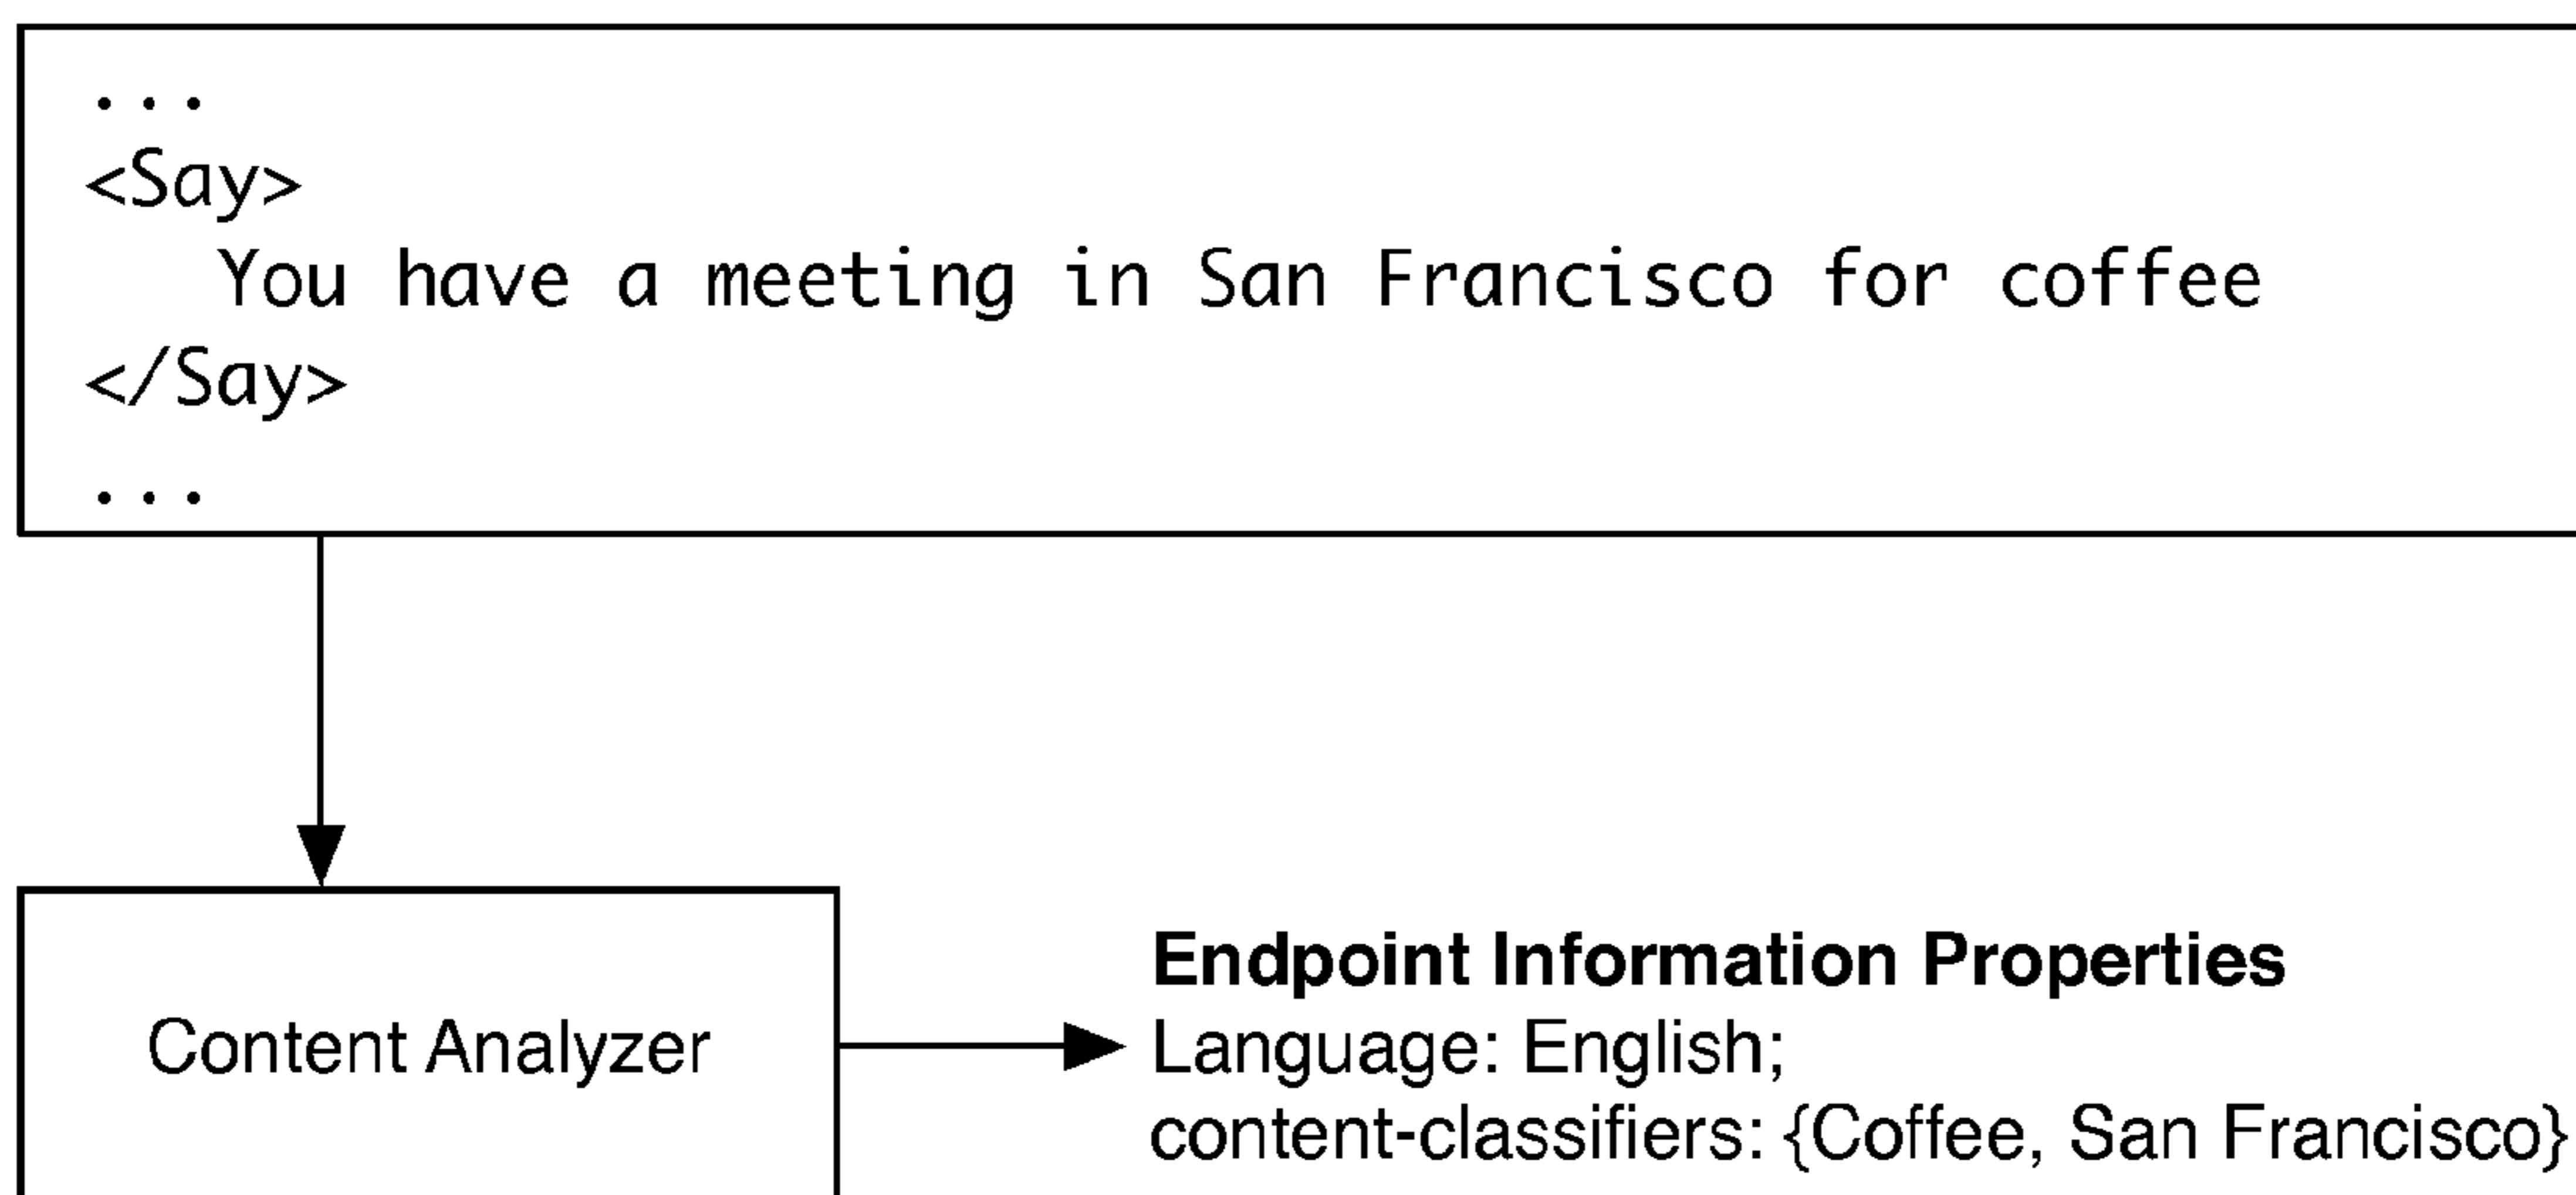 ...
<Say>
You have a meeting in San Francisco for coffee
</Say>
...
Content Analyzer
Endpoint Information Properties
Language: English;
content-classifiers: {Coffee, San Francisco}